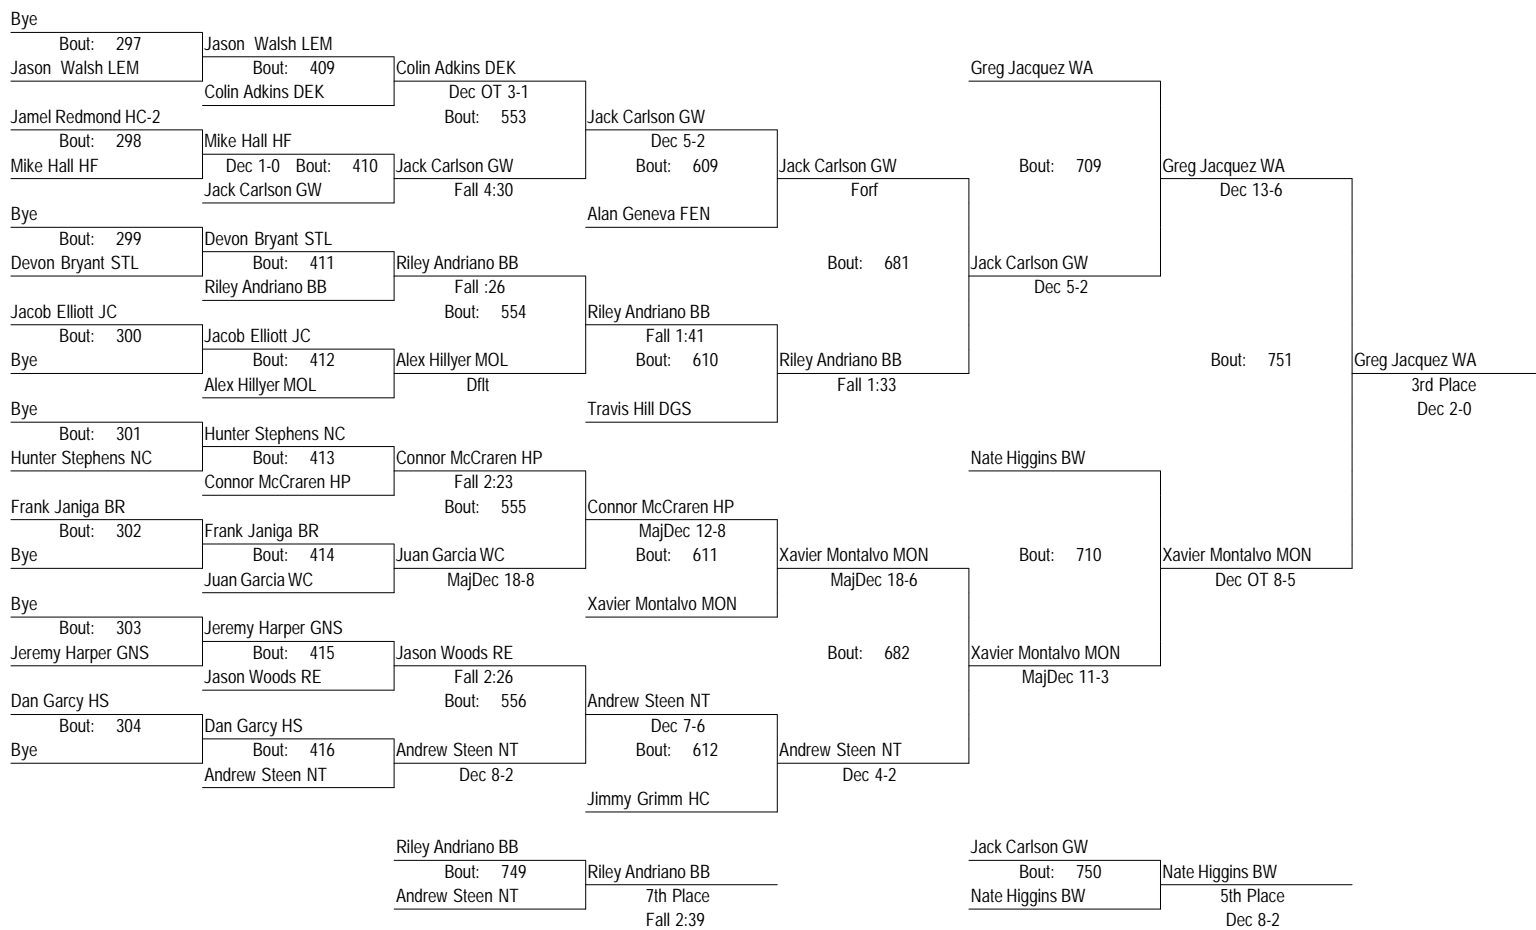 Bye
Bout: 297
Jason Walsh LEM
Jamel Redmond HC-2
Bout: 298
Mike Hall HF
Bye
Bout: 299
Devon Bryant STL
Jacob Elliott JC
Bout: 300
Bye
Bye
Bout: 301
Hunter Stephens NC
Frank Janiga BR
Bout: 302
Bye
Bye
Bout: 303
Jeremy Harper GNS
Dan Garcy HS
Bout: 304
Bye
Jason Walsh LEM
Bout: 409
Colin Adkins DEK
Mike Hall HF
Dec 1-0 Bout: 410
Jack Carlson GW
Devon Bryant STL
Bout: 411
Riley Andriano BB
Jacob Elliott JC
Bout: 412
Alex Hillyer MOL
Hunter Stephens NC
Bout: 413
Connor McCraren HP
Frank Janiga BR
Bout: 414
Juan Garcia WC
Jeremy Harper GNS
Bout: 415
Jason Woods RE
Dan Garcy HS
Bout: 416
Andrew Steen NT
Colin Adkins DEK
Dec OT 3-1
Bout: 553
Jack Carlson GW
Fall 4:30
Riley Andriano BB
Fall :26
Bout: 554
Alex Hillyer MOL
Dflt
Connor McCraren HP
Fall 2:23
Bout: 555
Juan Garcia WC
MajDec 18-8
Jason Woods RE
Fall 2:26
Bout: 556
Andrew Steen NT
Dec 8-2
Jack Carlson GW
Dec 5-2
Bout: 609
Alan Geneva FEN
Riley Andriano BB
Fall 1:41
Bout: 610
Travis Hill DGS
Connor McCraren HP
MajDec 12-8
Bout: 611
Xavier Montalvo MON
Andrew Steen NT
Dec 7-6
Bout: 612
Jimmy Grimm HC
Jack Carlson GW
Forf
Bout: 681
Riley Andriano BB
Fall 1:33
Xavier Montalvo MON
MajDec 18-6
Bout: 682
Andrew Steen NT
Dec 4-2
Greg Jacquez WA
Bout: 709
Jack Carlson GW
Dec 5-2
Nate Higgins BW
Bout: 710
Xavier Montalvo MON
MajDec 11-3
Greg Jacquez WA
Dec 13-6
Bout: 751
Xavier Montalvo MON
Dec OT 8-5
Greg Jacquez WA
3rd Place
Dec 2-0
Riley Andriano BB
Bout: 749
Andrew Steen NT
Riley Andriano BB
7th Place
Fall 2:39
Jack Carlson GW
Bout: 750
Nate Higgins BW
Nate Higgins BW
5th Place
Dec 8-2